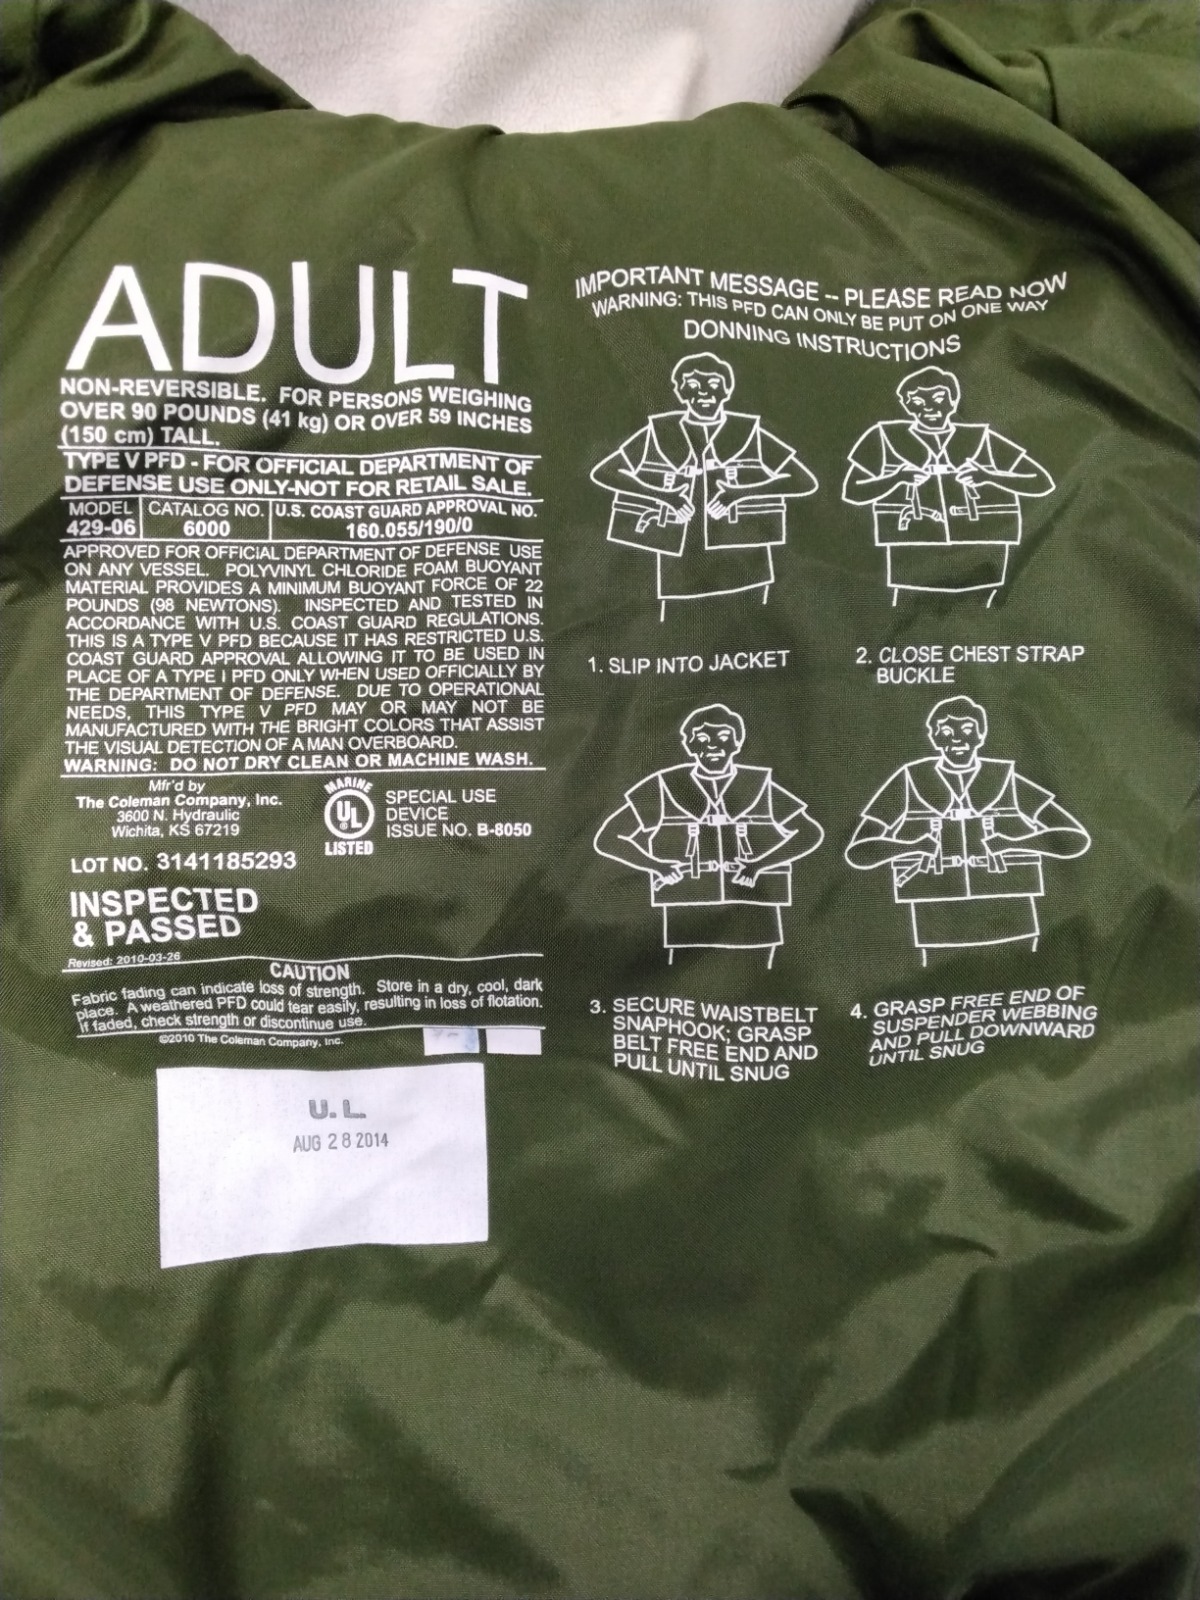 ADULT
NON-REVERSIBLE. FOR PERSONS WEIGHING
OVER 90 POUNDS (41 kg) OR OVER 59 INCHES
(150 cm) TALL.
TYPE V PFD - FOR OFFICIAL DEPARTMENT OF
DEFENSE USE ONLY-NOT FOR RETAIL SALE.
MODEL CATALOG NO. U.S. COAST GUARD APPROVAL NO.
429-06 6000 160.055/190/0
APPROVED FOR OFFICIAL DEPARTMENT OF DEFENSE USE
ON ANY VESSEL. POLYVINYL CHLORIDE FOAM BUOYANT
MATERIAL PROVIDES A MINIMUM BUOYANT FORCE OF 22
POUNDS (98 NEWTONS). INSPECTED AND TESTED IN
ACCORDANCE WITH U.S. COAST GUARD REGULATIONS.
THIS IS A TYPE V PFD BECAUSE IT HAS RESTRICTED U.S.
COAST GUARD APPROVAL ALLOWING IT TO BE USED IN
PLACE OF A TYPE I PFD ONLY WHEN USED OFFICIALLY BY
THE DEPARTMENT OF DEFENSE. DUE TO OPERATIONAL
NEEDS, THIS TYPE V PFD MAY OR MAY NOT BE
MANUFACTURED WITH THE BRIGHT COLORS THAT ASSIST
THE VISUAL DETECTION OF A MAN OVERBOARD.
WARNING: DO NOT DRY CLEAN OR MACHINE WASH.
Mfr'd by
The Coleman Company, Inc.
3600 N. Hydraulic
Wichita, KS 67219
MARINE
UL
®
LISTED
SPECIAL USE
DEVICE
ISSUE NO. B-8050
LOT NO. 3141185293
INSPECTED
& PASSED
Revised: 2010-03-26
CAUTION
Fabric fading can indicate loss of strength. Store in a dry, cool, dark
place. A weathered PFD could tear easily, resulting in loss of flotation.
If faded, check strength or discontinue use.
©2010 The Coleman Company, Inc.
U.L.
AUG 28 2014
IMPORTANT MESSAGE -- PLEASE READ NOW
WARNING: THIS PFD CAN ONLY BE PUT ON ONE WAY
DONNING INSTRUCTIONS
1. SLIP INTO JACKET
2. CLOSE CHEST STRAP
BUCKLE
3. SECURE WAISTBELT
SNAPHOOK; GRASP
BELT FREE END AND
PULL UNTIL SNUG
4. GRASP FREE END OF
SUSPENDER WEBBING
AND PULL DOWNWARD
UNTIL SNUG